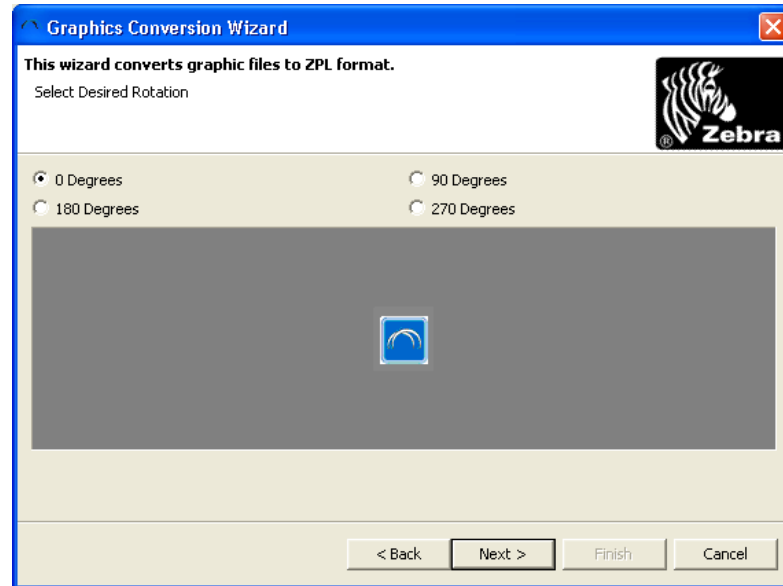 Graphics Conversion Wizard
This wizard converts graphic files to ZPL format.
Select Desired Rotation
® Zebra
0 Degrees
90 Degrees
180 Degrees
270 Degrees
< Back
Next >
Finish
Cancel